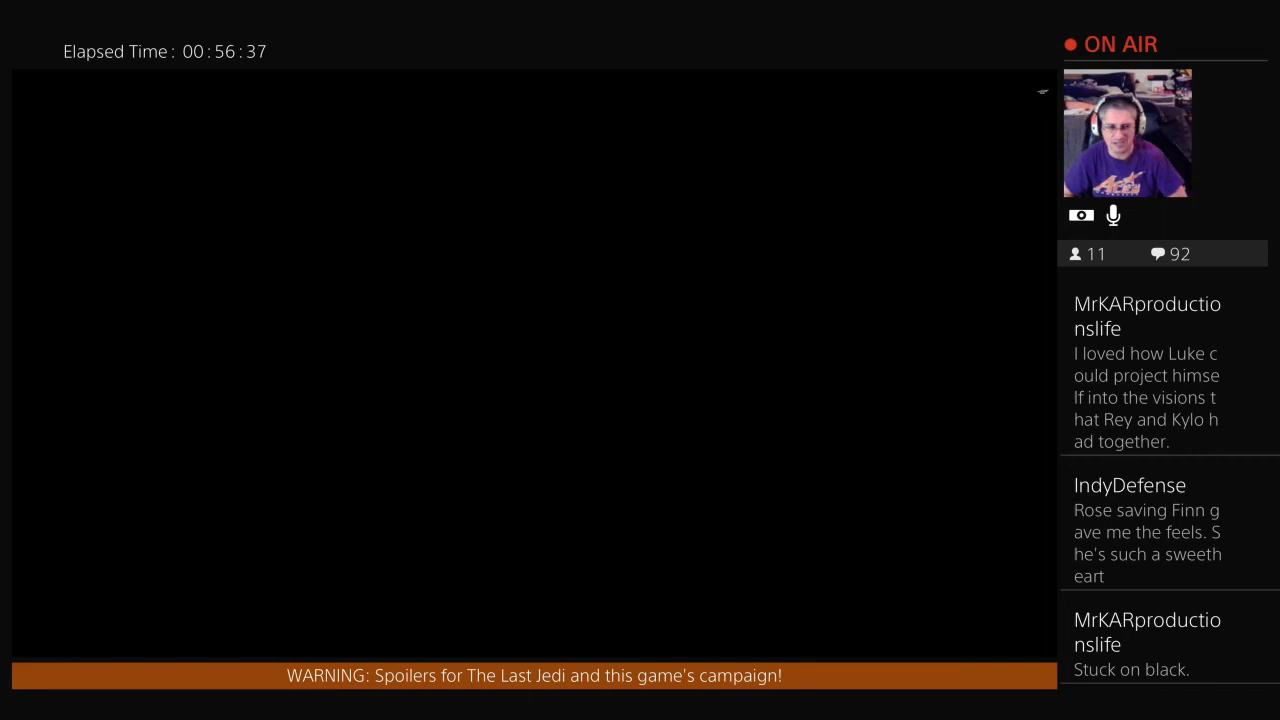 Elapsed Time: 00:56:37
ON AIR
11 92
MrKARproductio
nslife
I loved how Luke c
ould project himse
lf into the visions t
hat Rey and Kylo h
ad together.
IndyDefense
Rose saving Finn g
ave me the feels. S
he's such a sweeth
eart
MrKARproductio
nslife
Stuck on black.
WARNING: Spoilers for The Last Jedi and this game's campaign!